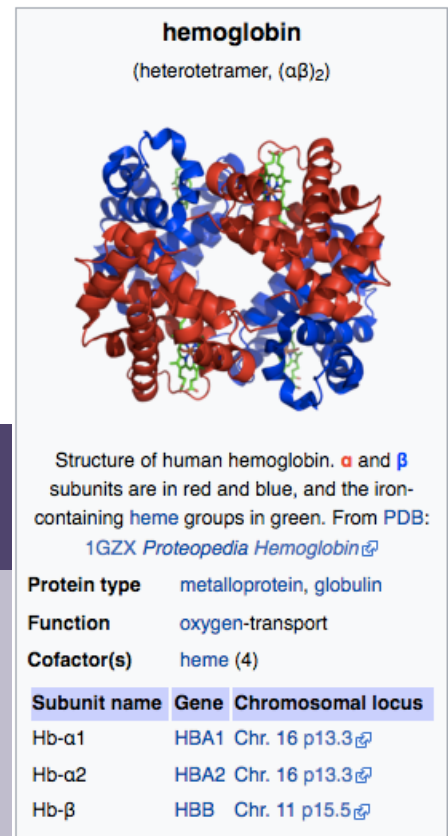 hemoglobin
(heterotetramer, (αβ)₂)
Structure of human hemoglobin. α and β
subunits are in red and blue, and the iron-
containing heme groups in green. From PDB:
1GZX Proteopedia Hemoglobin
Protein type metalloprotein, globulin
Function oxygen-transport
Cofactor(s) heme (4)
Subunit name Gene Chromosomal locus
Hb-α1 HBA1 Chr. 16 p13.3
Hb-α2 HBA2 Chr. 16 p13.3
Hb-β HBB Chr. 11 p15.5